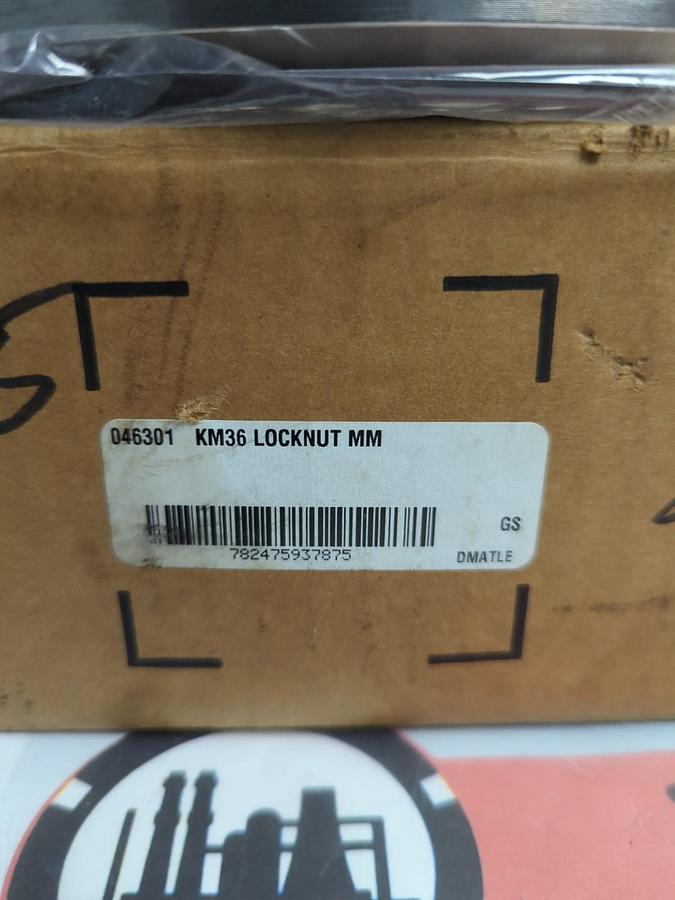 046301 KM36 LOCKNUT MM
GS
782475937875
DMATLE